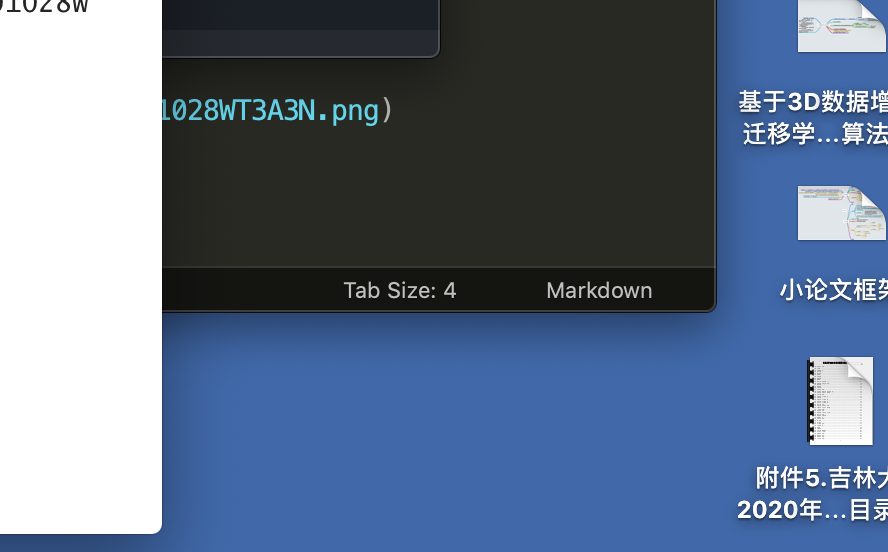 1028WT3A3N.png)
Tab Size: 4
Markdown
基于3D数据增
迁移学...算法
小论文框架
附件5.吉林大
2020年...目录